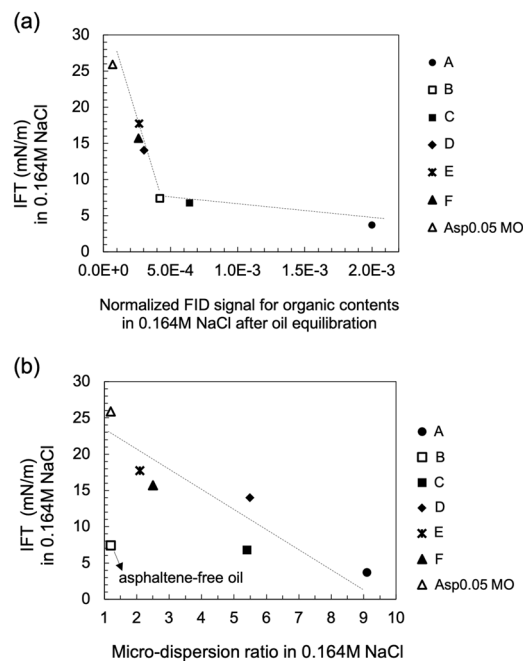 (a)
IFT (mN/m)
in 0.164M NaCl
30
25
20
15
10
5
0
0.0E+0 5.0E-4 1.0E-3 1.5E-3 2.0E-3
Normalized FID signal for organic contents
in 0.164M NaCl after oil equilibration
A
B
C
D
E
F
Asp0.05 MO
(b)
IFT (mN/m)
in 0.164M NaCl
30
25
20
15
10
5
0
asphaltene-free oil
1 2 3 4 5 6 7 8 9 10
Micro-dispersion ratio in 0.164M NaCl
A
B
C
D
E
F
Asp0.05 MO